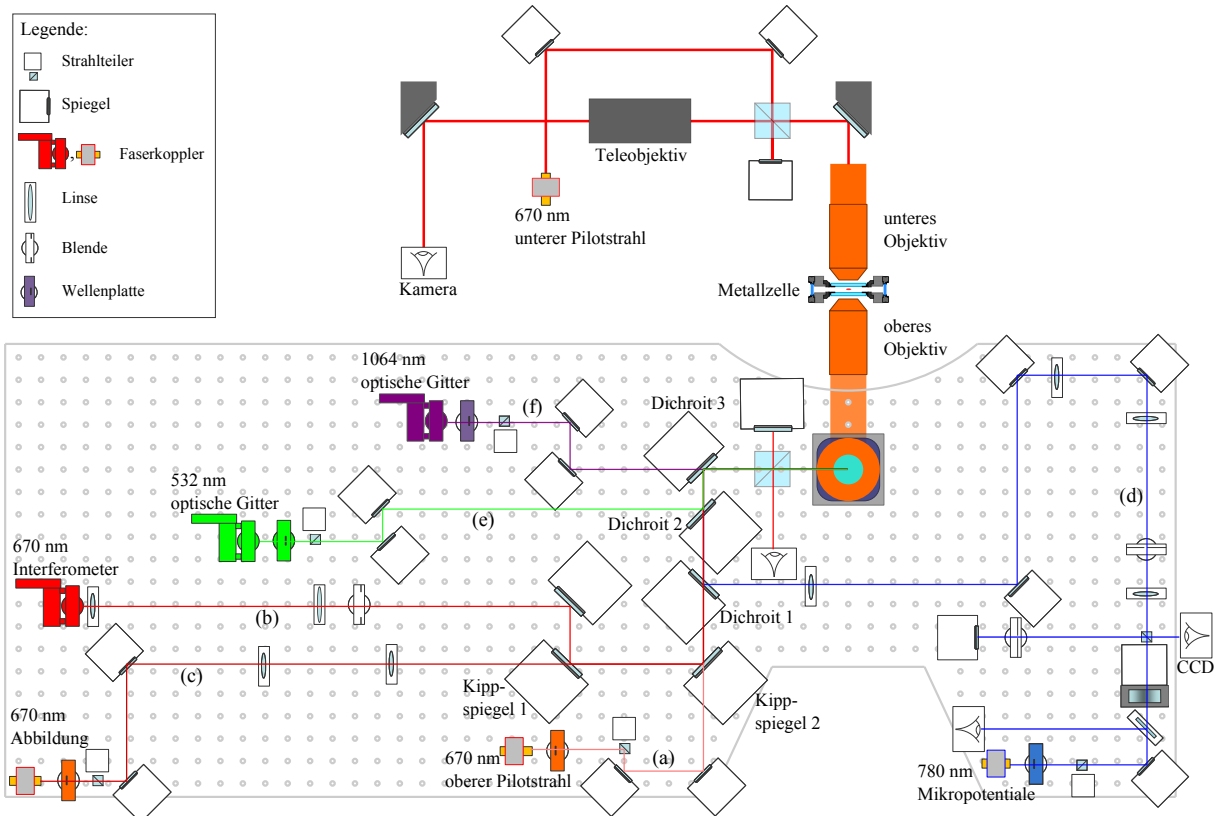 Legende:
Strahlteiler
Spiegel
,
Faserkoppler
Linse
Blende
Wellenplatte
Teleobjektiv
670 nm
unterer Pilotstrahl
Kamera
unteres
Objektiv
Metallzelle
oberes
Objektiv
1064 nm
optische Gitter
(f)
Dichroit 3
532 nm
optische Gitter
(e)
Dichroit 2
(d)
670 nm
Interferometer
(b)
Dichroit 1
(c)
Kipp-
spiegel 1
Kipp-
spiegel 2
CCD
670 nm
Abbildung
670 nm
oberer Pilotstrahl
(a)
780 nm
Mikropotentiale